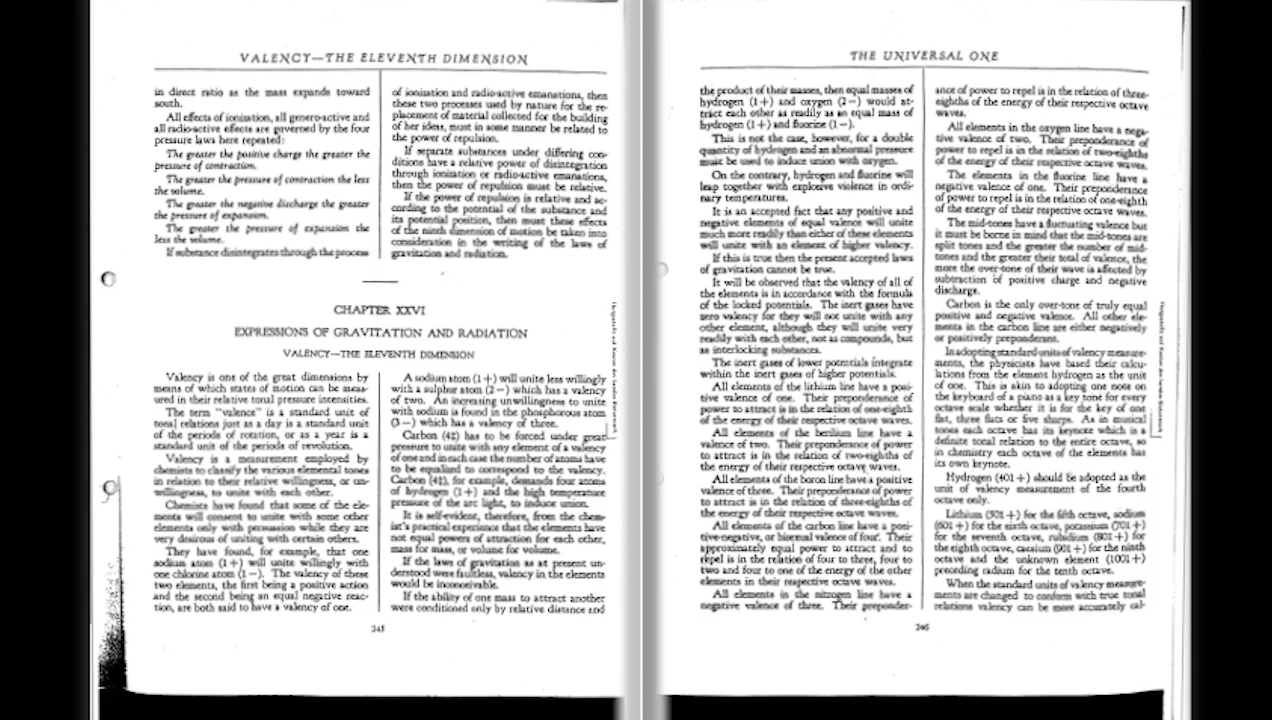 VALENCY—THE ELEVENTH DIMENSION
in direct ratio as the mass expands toward
south.
All effects of ionization, all genero-active and
all radio-active effects are governed by the four
pressure laws here repeated:
The greater the positive charge the greater the
pressure of contraction.
The greater the pressure of contraction the less
the volume.
The greater the negative discharge the greater
the pressure of expansion.
The greater the pressure of expansion the
less the volume.
If substance disintegrates through the process
of ionization and radio-active emanations, then
these two processes used by nature for the re-
placement of material collected for the building
of her ideas, must in some manner be related to
the power of repulsion.
If separate substances under differing con-
ditions have a relative power of disintegration
through ionization or radio-active emanations,
then the power of repulsion must be relative.
If the power of repulsion is relative and ac-
cording to the potential of the substance and
its potential position, then must these effects
of the ninth dimension of motion be taken into
consideration in the writing of the laws of
gravitation and radiation.
CHAPTER XXVI
EXPRESSIONS OF GRAVITATION AND RADIATION
VALENCY—THE ELEVENTH DIMENSION
Valency is one of the great dimensions by
means of which states of motion can be meas-
ured in their relative tonal pressure intensities.
The term "valence" is a standard unit of
tonal relations just as a day is a standard unit
of the periods of rotation, or as a year is a
standard unit of the periods of revolution.
Valency is a measurement employed by
chemists to classify the various elemental tones
in relation to their relative willingness, or un-
willingness, to unite with each other.
Chemists have found that some of the ele-
ments will consent to unite with some other
elements only with persuasion while they are
very desirous of uniting with certain others.
They have found, for example, that one
sodium atom (1+) will unite willingly with
one chlorine atom (1−). The valency of these
two elements, the first being a positive action
and the second being an equal negative reac-
tion, are both said to have a valency of one.
A sodium atom (1+) will unite less willingly
with a sulphur atom (2−) which has a valency
of two. An increasing unwillingness to unite
with sodium is found in the phosphorous atom
(3−) which has a valency of three.
Carbon (4‡) has to be forced under great
pressure to unite with any element of a valency
of one and in each case the number of atoms have
to be equalized to correspond to the valency.
Carbon (4‡), for example, demands four atoms
of hydrogen (1+) and the high temperature
pressure of the arc light, to induce union.
It is self-evident, therefore, from the chem-
ist's practical experience that the elements have
not equal powers of attraction for each other,
mass for mass, or volume for volume.
If the laws of gravitation as at present un-
derstood were faultless, valency in the elements
would be inconceivable.
If the ability of one mass to attract another
were conditioned only by relative distance and
245
THE UNIVERSAL ONE
the product of their masses, then equal masses of
hydrogen (1+) and oxygen (2−) would at-
tract each other as readily as an equal mass of
hydrogen (1+) and fluorine (1−).
This is not the case, however, for a double
quantity of hydrogen and an abnormal pressure
must be used to induce union with oxygen.
On the contrary, hydrogen and fluorine will
leap together with explosive violence in ordi-
nary temperatures.
It is an accepted fact that any positive and
negative elements of equal valence will unite
much more readily than either of these elements
will unite with an element of higher valency.
If this is true then the present accepted laws
of gravitation cannot be true.
It will be observed that the valency of all of
the elements is in accordance with the formula
of the locked potentials. The inert gases have
zero valency for they will not unite with any
other element, although they will unite very
readily with each other, not as compounds, but
as interlocking substances.
The inert gases of lower potentials integrate
within the inert gases of higher potentials.
All elements of the lithium line have a posi-
tive valence of one. Their preponderance of
power to attract is in the relation of one-eighth
of the energy of their respective octave waves.
All elements of the berilium line have a
valence of two. Their preponderance of power
to attract is in the relation of two-eighths of
the energy of their respective octave waves.
All elements of the boron line have a positive
valence of three. Their preponderance of power
to attract is in the relation of three-eighths of
the energy of their respective octave waves.
All elements of the carbon line have a posi-
tive-negative, or bisexual valence of four. Their
approximately equal power to attract and to
repel is in the relation of four to three, four to
two and four to one of the energy of the other
elements in their respective octave waves.
All elements in the nitrogen line have a
negative valence of three. Their preponder-
ance of power to repel is in the relation of three-
eighths of the energy of their respective octave
waves.
All elements in the oxygen line have a nega-
tive valence of two. Their preponderance of
power to repel is in the relation of two-eighths
of the energy of their respective octave waves.
The elements in the fluorine line have a
negative valence of one. Their preponderance
of power to repel is in the relation of one-eighth
of the energy of their respective octave waves.
The mid-tones have a fluctuating valence but
it must be borne in mind that the mid-tones are
split tones and the greater the number of mid-
tones and the greater their total of valence, the
more the over-tone of their wave is affected by
subtraction of positive charge and negative
discharge.
Carbon is the only over-tone of truly equal
positive and negative valence. All other ele-
ments in the carbon line are either negatively
or positively preponderant.
In adopting standard units of valency measure-
ments, the physicists have based their calcu-
lations from the element hydrogen as the unit
of one. This is akin to adopting one note on
the keyboard of a piano as a key tone for every
octave scale whether it is for the key of one
flat, three flats or five sharps. As in musical
tones each octave has its keynote which is a
definite tonal relation to the entire octave, so
in chemistry each octave of the elements has
its own keynote.
Hydrogen (401+) should be adopted as the
unit of valency measurement of the fourth
octave only.
Lithium (501+) for the fifth octave, sodium
(601+) for the sixth octave, potassium (701+)
for the seventh octave, rubidium (801+) for
the eighth octave, caesium (901+) for the ninth
octave and the unknown element (1001+)
preceding radium for the tenth octave.
When the standard units of valency measure-
ments are changed to conform with true tonal
relations valency can be more accurately cal-
246